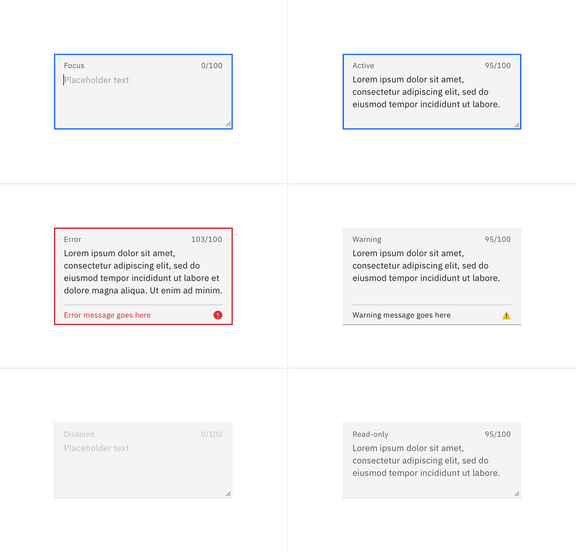 Focus 0/100
Placeholder text
Active 95/100
Lorem ipsum dolor sit amet,
consectetur adipiscing elit, sed do
eiusmod tempor incididunt ut labore.
Error 103/100
Lorem ipsum dolor sit amet,
consectetur adipiscing elit, sed do
eiusmod tempor incididunt ut labore et
dolore magna aliqua. Ut enim ad minim.
Error message goes here
Warning 95/100
Lorem ipsum dolor sit amet,
consectetur adipiscing elit, sed do
eiusmod tempor incididunt ut labore.
Warning message goes here
Disabled 0/100
Placeholder text
Read-only 95/100
Lorem ipsum dolor sit amet,
consectetur adipiscing elit, sed do
eiusmod tempor incididunt ut labore.